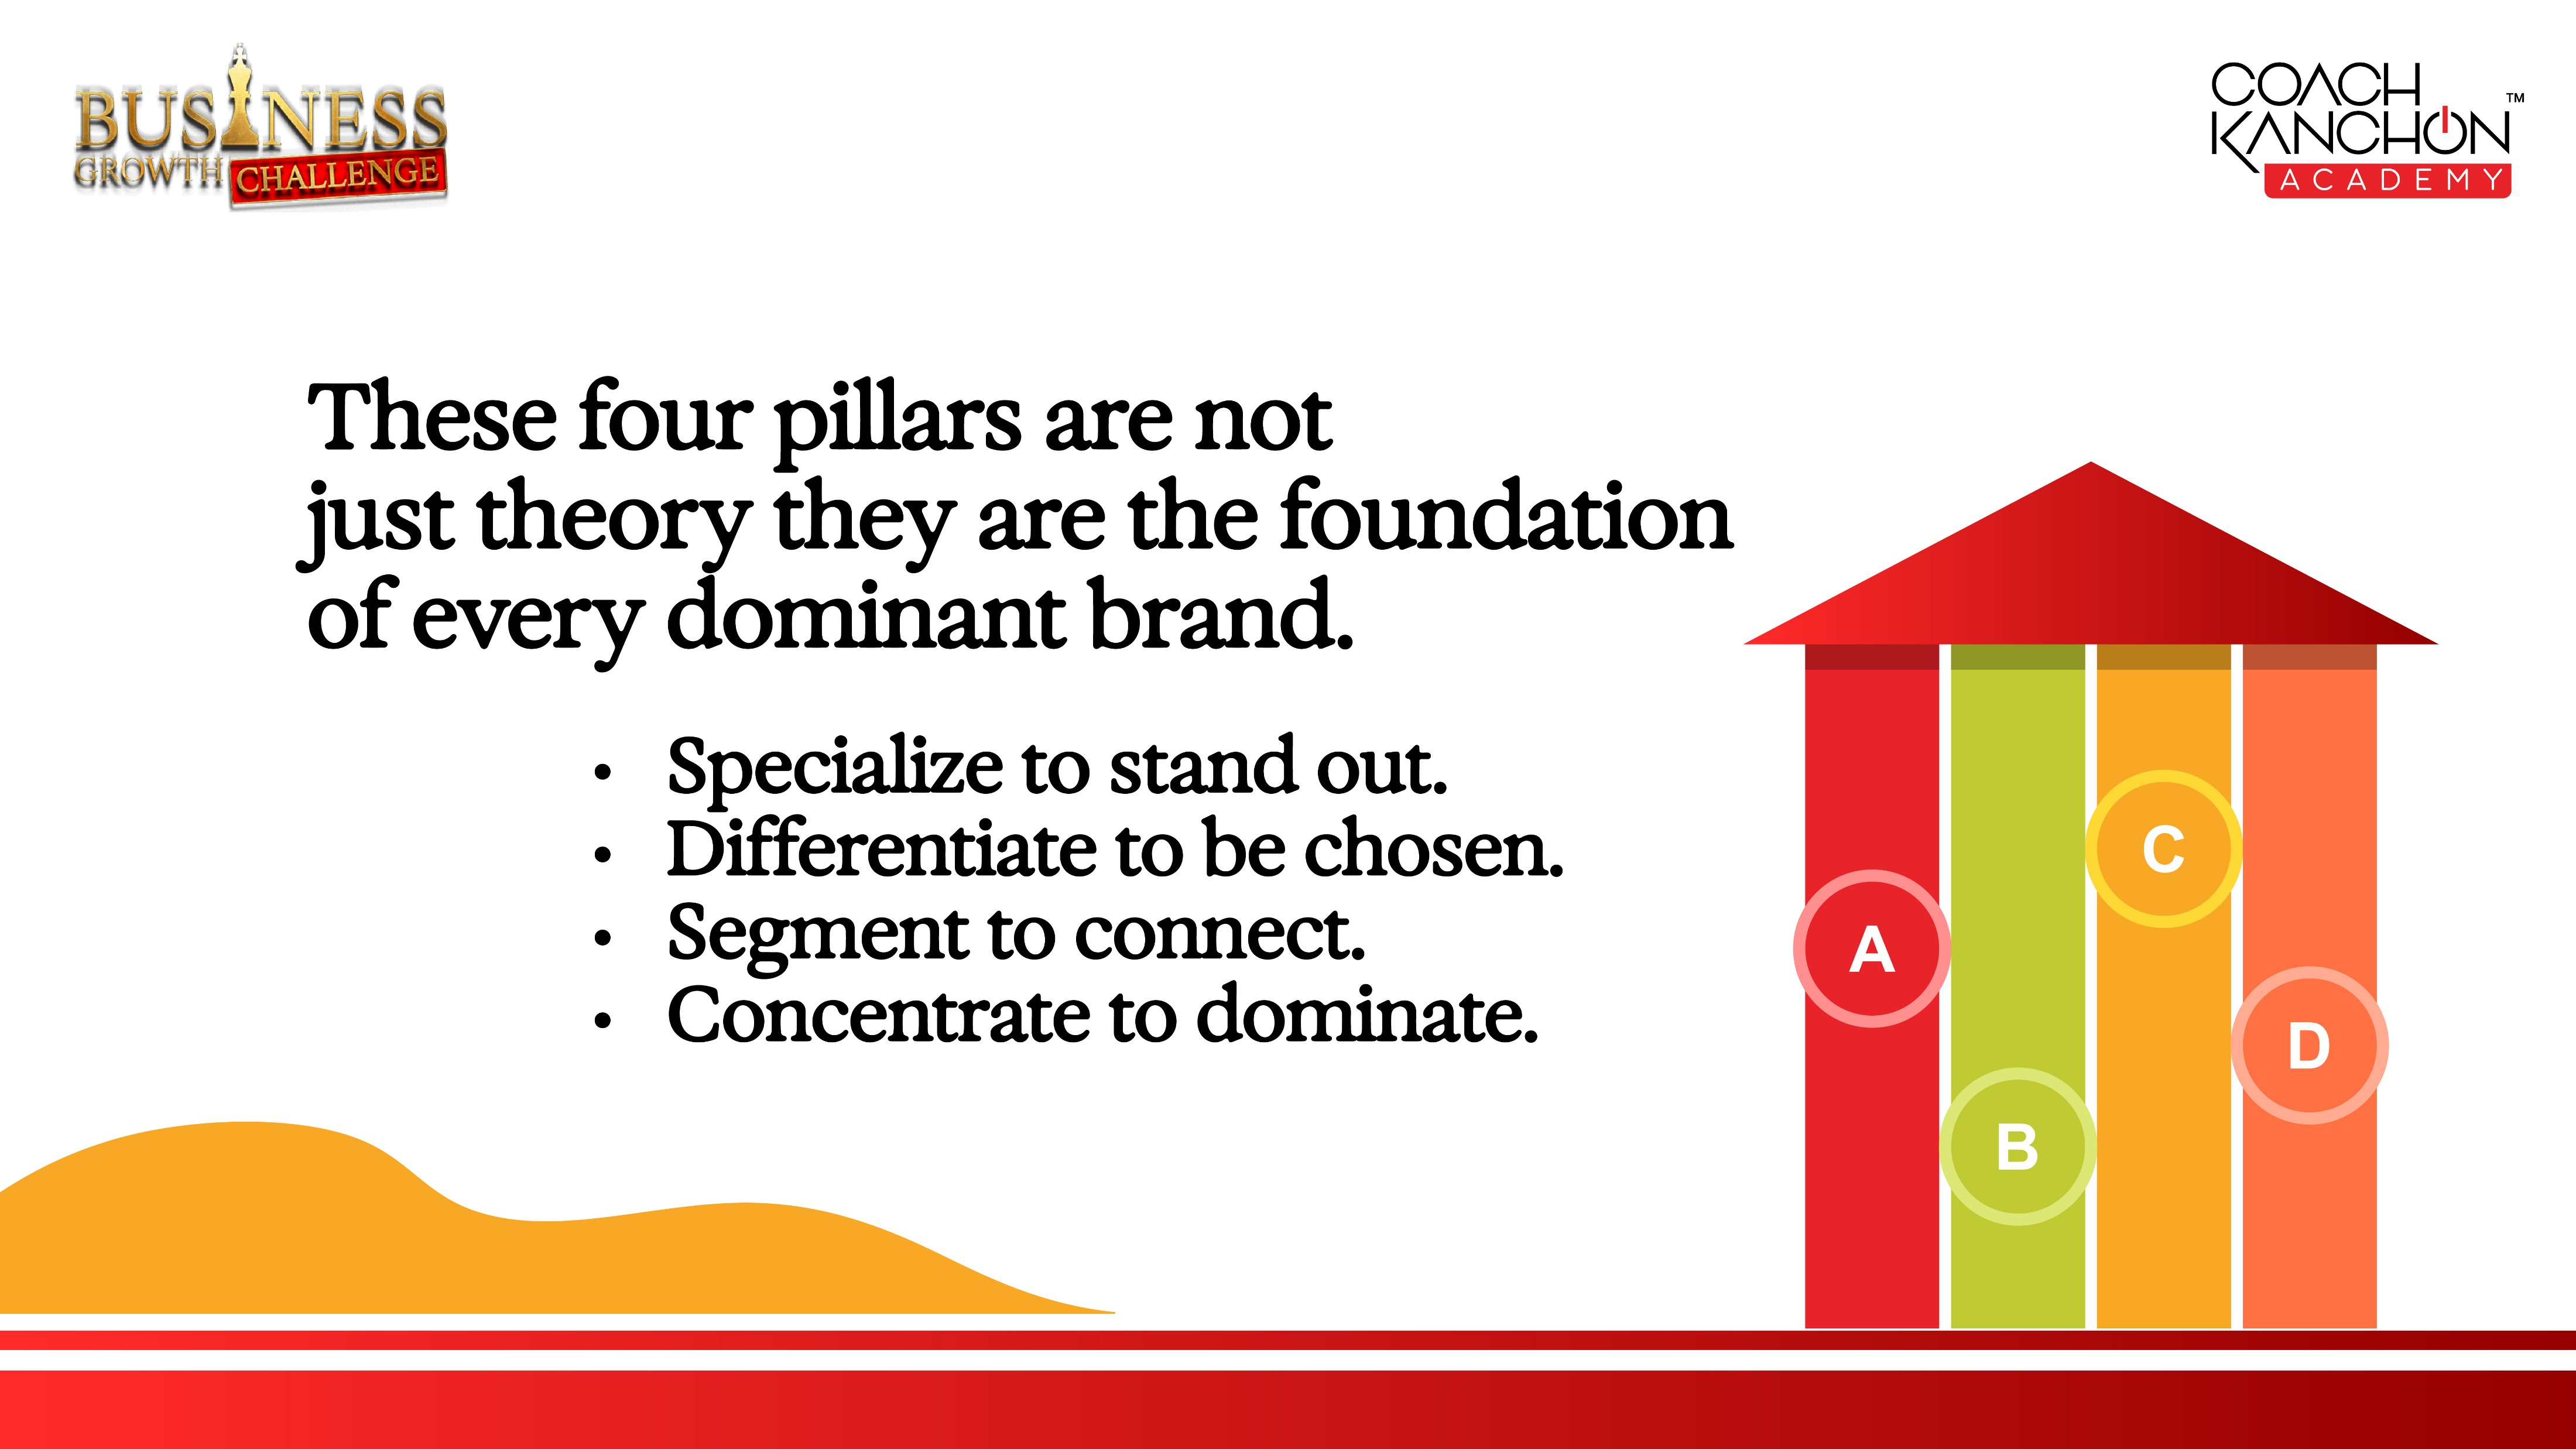 BUSINESS
GROWTH CHALLENGE
COACH
KANCHON
TM
ACADEMY
These four pillars are not
just theory they are the foundation
of every dominant brand.
• Specialize to stand out.
• Differentiate to be chosen.
• Segment to connect.
• Concentrate to dominate.
A
B
C
D